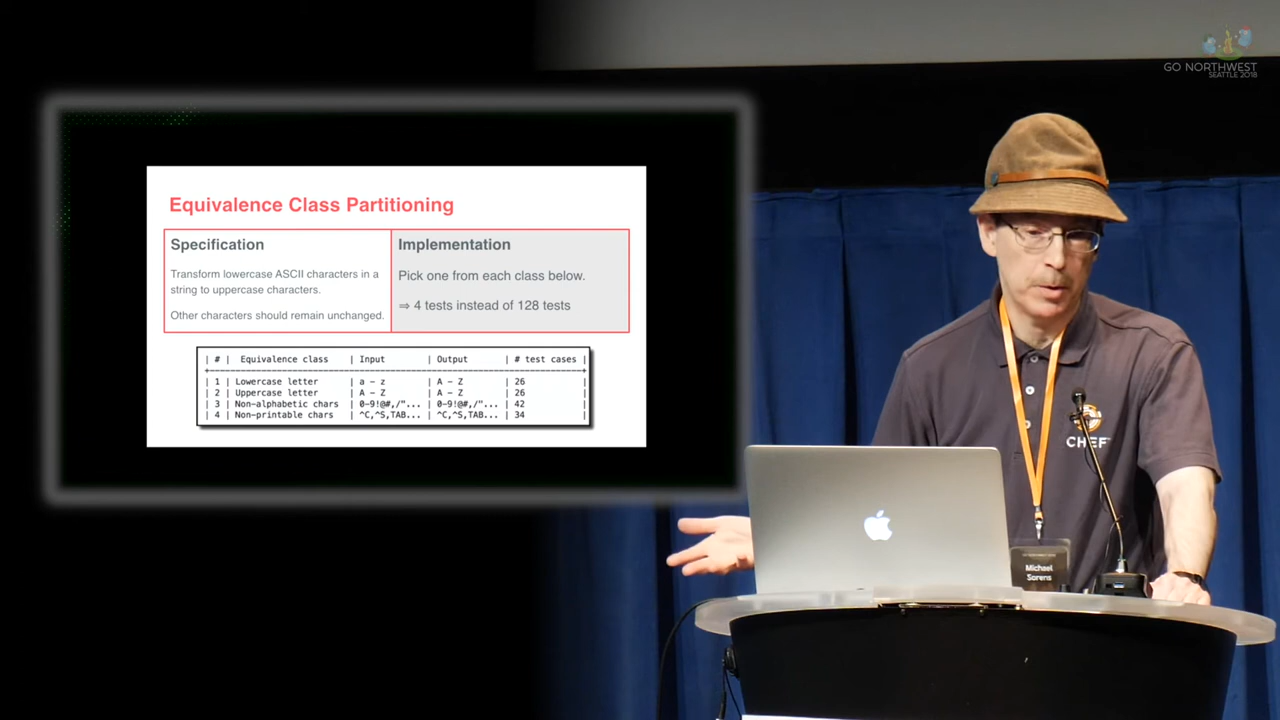 GO NORTHWEST
SEATTLE 2018
Equivalence Class Partitioning
Specification
Transform lowercase ASCII characters in a
string to uppercase characters.
Other characters should remain unchanged.
Implementation
Pick one from each class below.
⇒ 4 tests instead of 128 tests
| # | Equivalence class | Input | Output | # test cases |
| 1 | Lowercase letter | a - z | A - Z | 26
| 2 | Uppercase letter | A - Z | A - Z | 26
| 3 | Non-alphabetic chars | 0-9!@#,/"... | 0-9!@#,/"... | 42
| 4 | Non-printable chars | ^C,^S,TAB... | ^C,^S,TAB... | 34
CHEF
Michael
Sorens